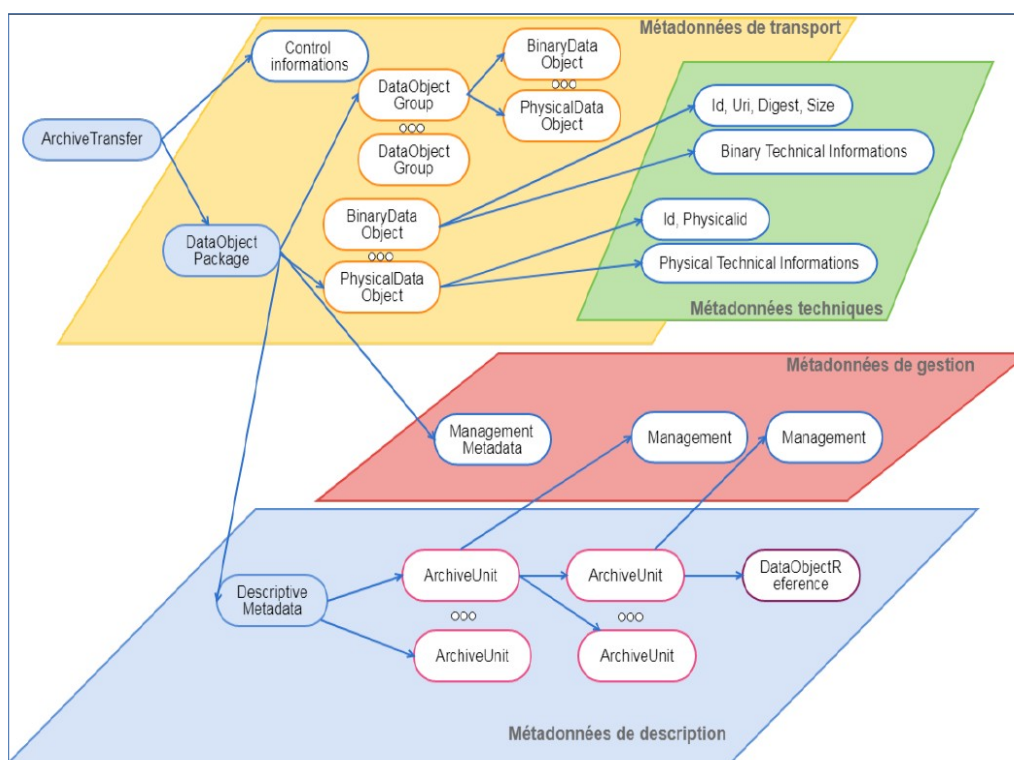 Métadonnées de transport
Control
informations
BinaryData
Object
DataObject
Group
PhysicalData
Object
ArchiveTransfer
DataObject
Group
Id, Uri, Digest, Size
Binary Technical Informations
BinaryData
Object
Id, Physicalid
DataObject
Package
PhysicalData
Object
Physical Technical Informations
Métadonnées techniques
Métadonnées de gestion
Management
Metadata
Management
Management
Descriptive
Metadata
ArchiveUnit
ArchiveUnit
DataObjectR
eference
ArchiveUnit
ArchiveUnit
Métadonnées de description